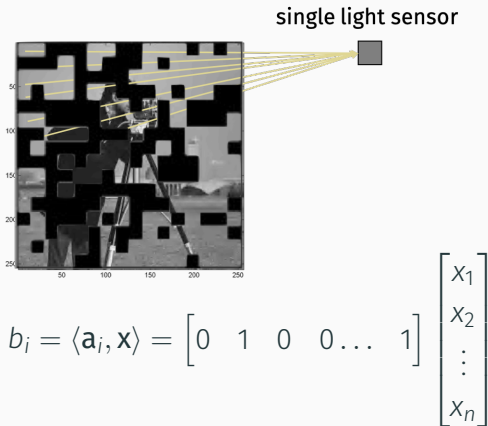 single light sensor
50
100
150
200
250
50 100 150 200 250
b_i = ⟨a_i, x⟩ = [0 1 0 0... 1] [x_1 x_2 ⋮ x_n]